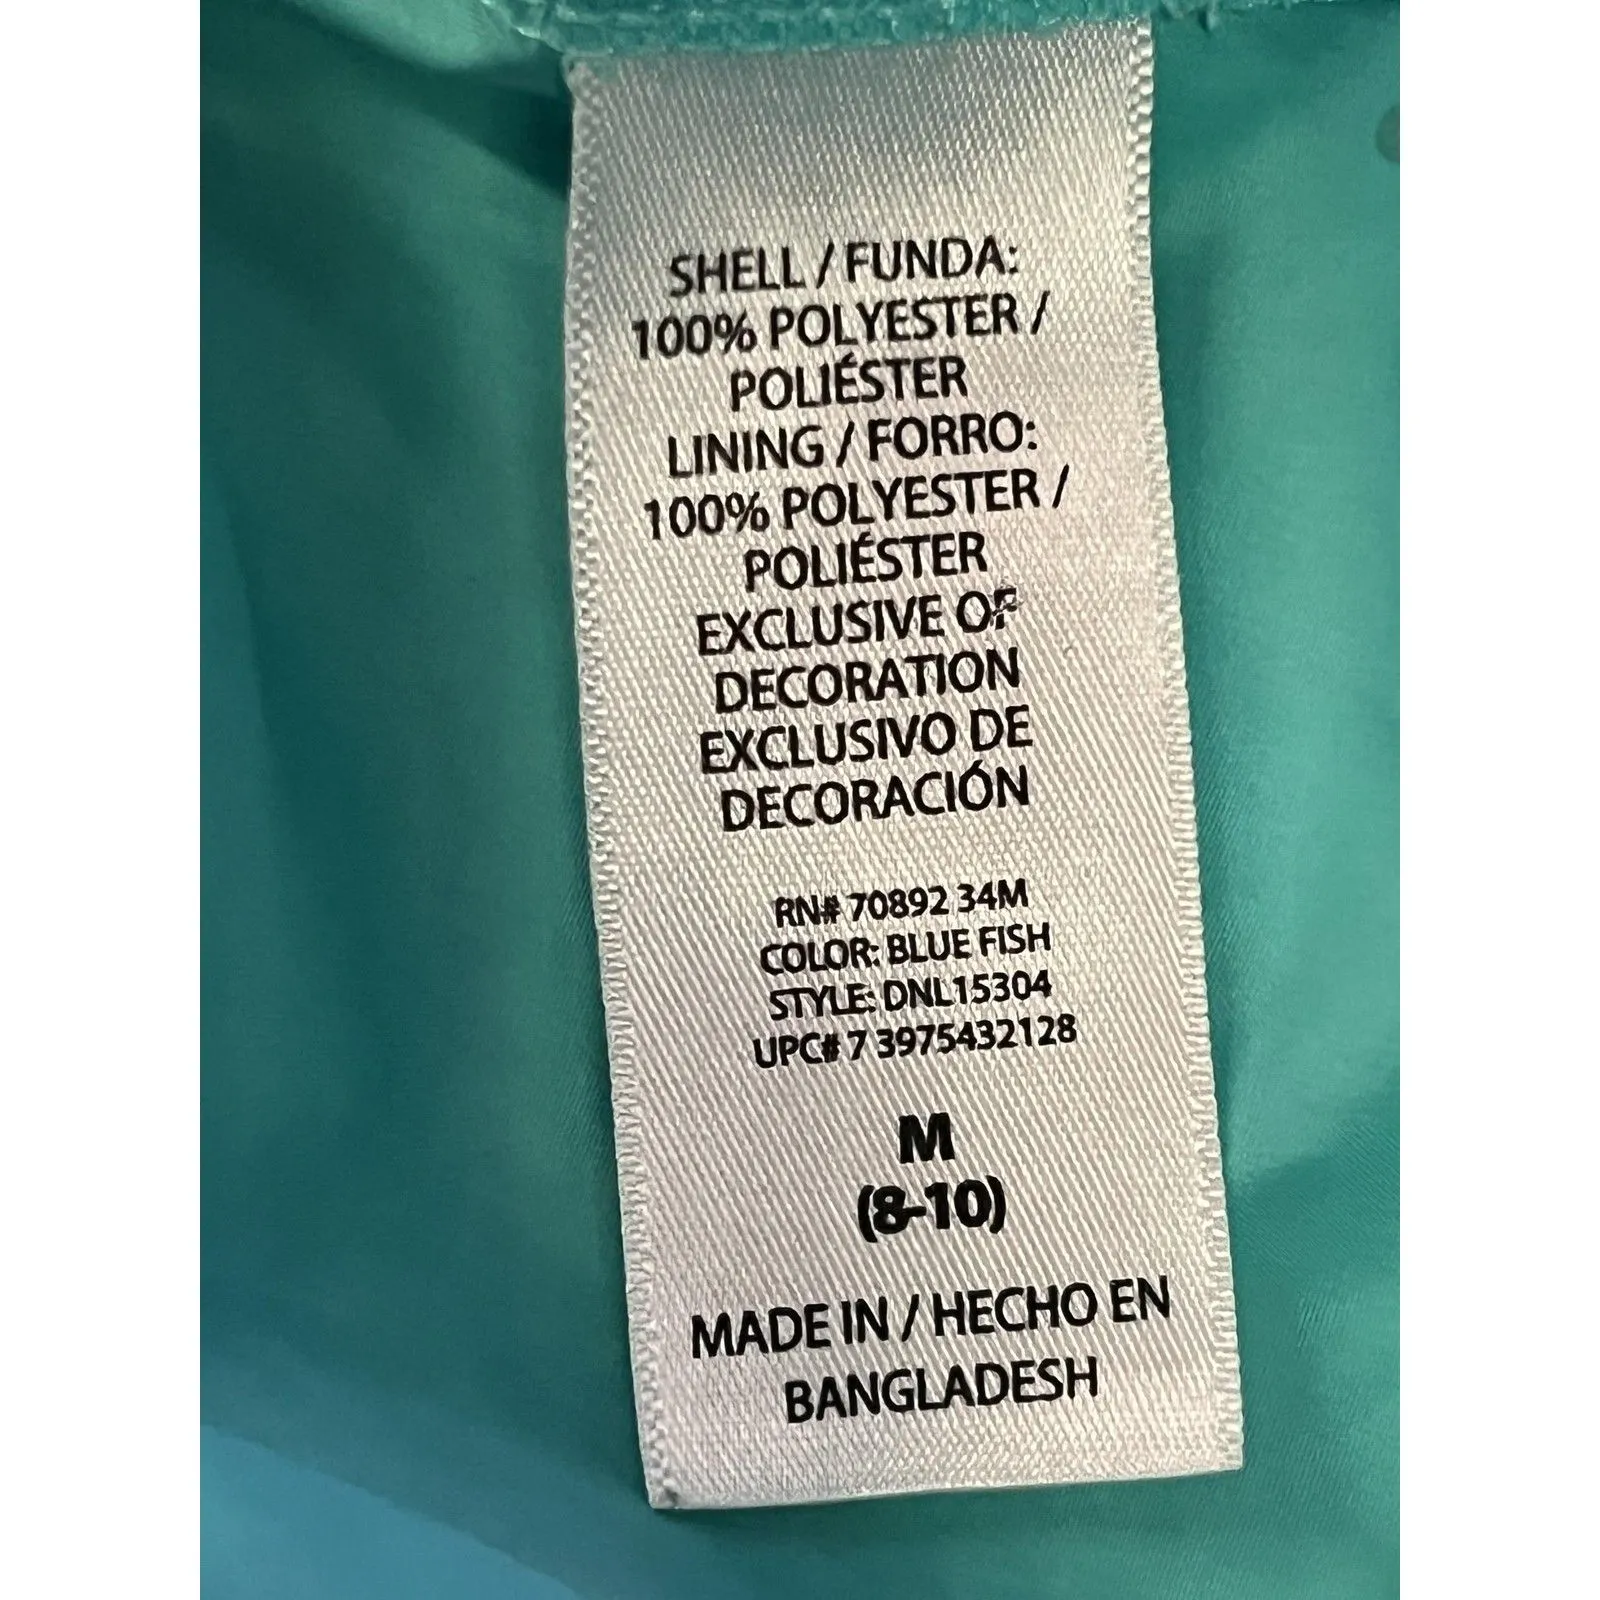 SHELL / FUNDA:
100% POLYESTER /
POLIÉSTER
LINING / FORRO:
100% POLYESTER /
POLIÉSTER
EXCLUSIVE OF
DECORATION
EXCLUSIVO DE
DECORACIÓN
RN# 70892 34M
COLOR: BLUE FISH
STYLE: DNL15304
UPC# 7 3975432128
M
(8-10)
MADE IN / HECHO EN
BANGLADESH